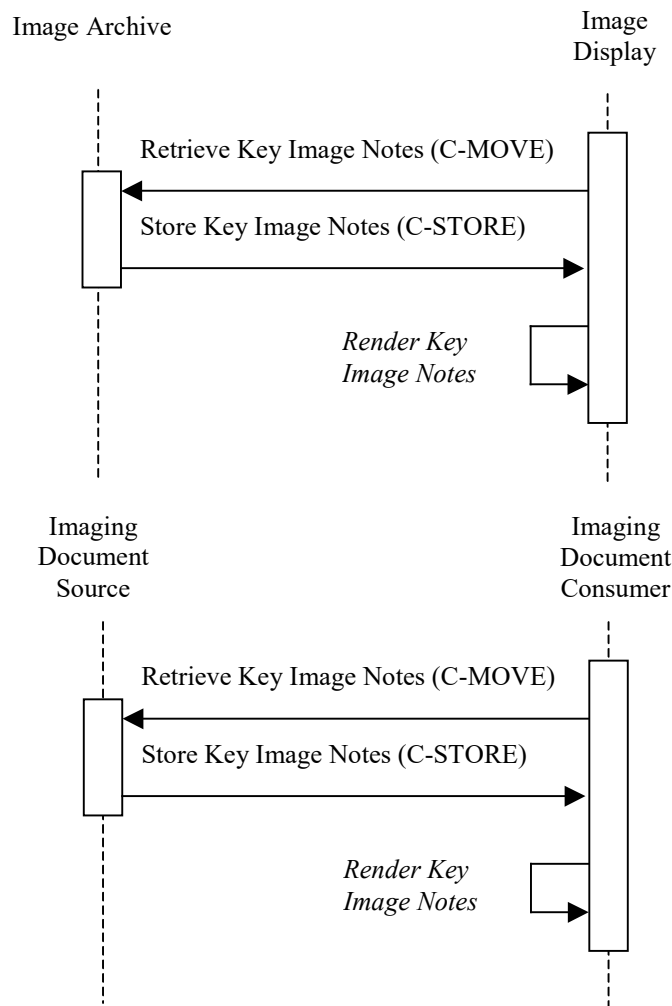 Image Archive
Image
Display
Retrieve Key Image Notes (C-MOVE)
Store Key Image Notes (C-STORE)
Render Key
Image Notes
Imaging
Document
Source
Imaging
Document
Consumer
Retrieve Key Image Notes (C-MOVE)
Store Key Image Notes (C-STORE)
Render Key
Image Notes